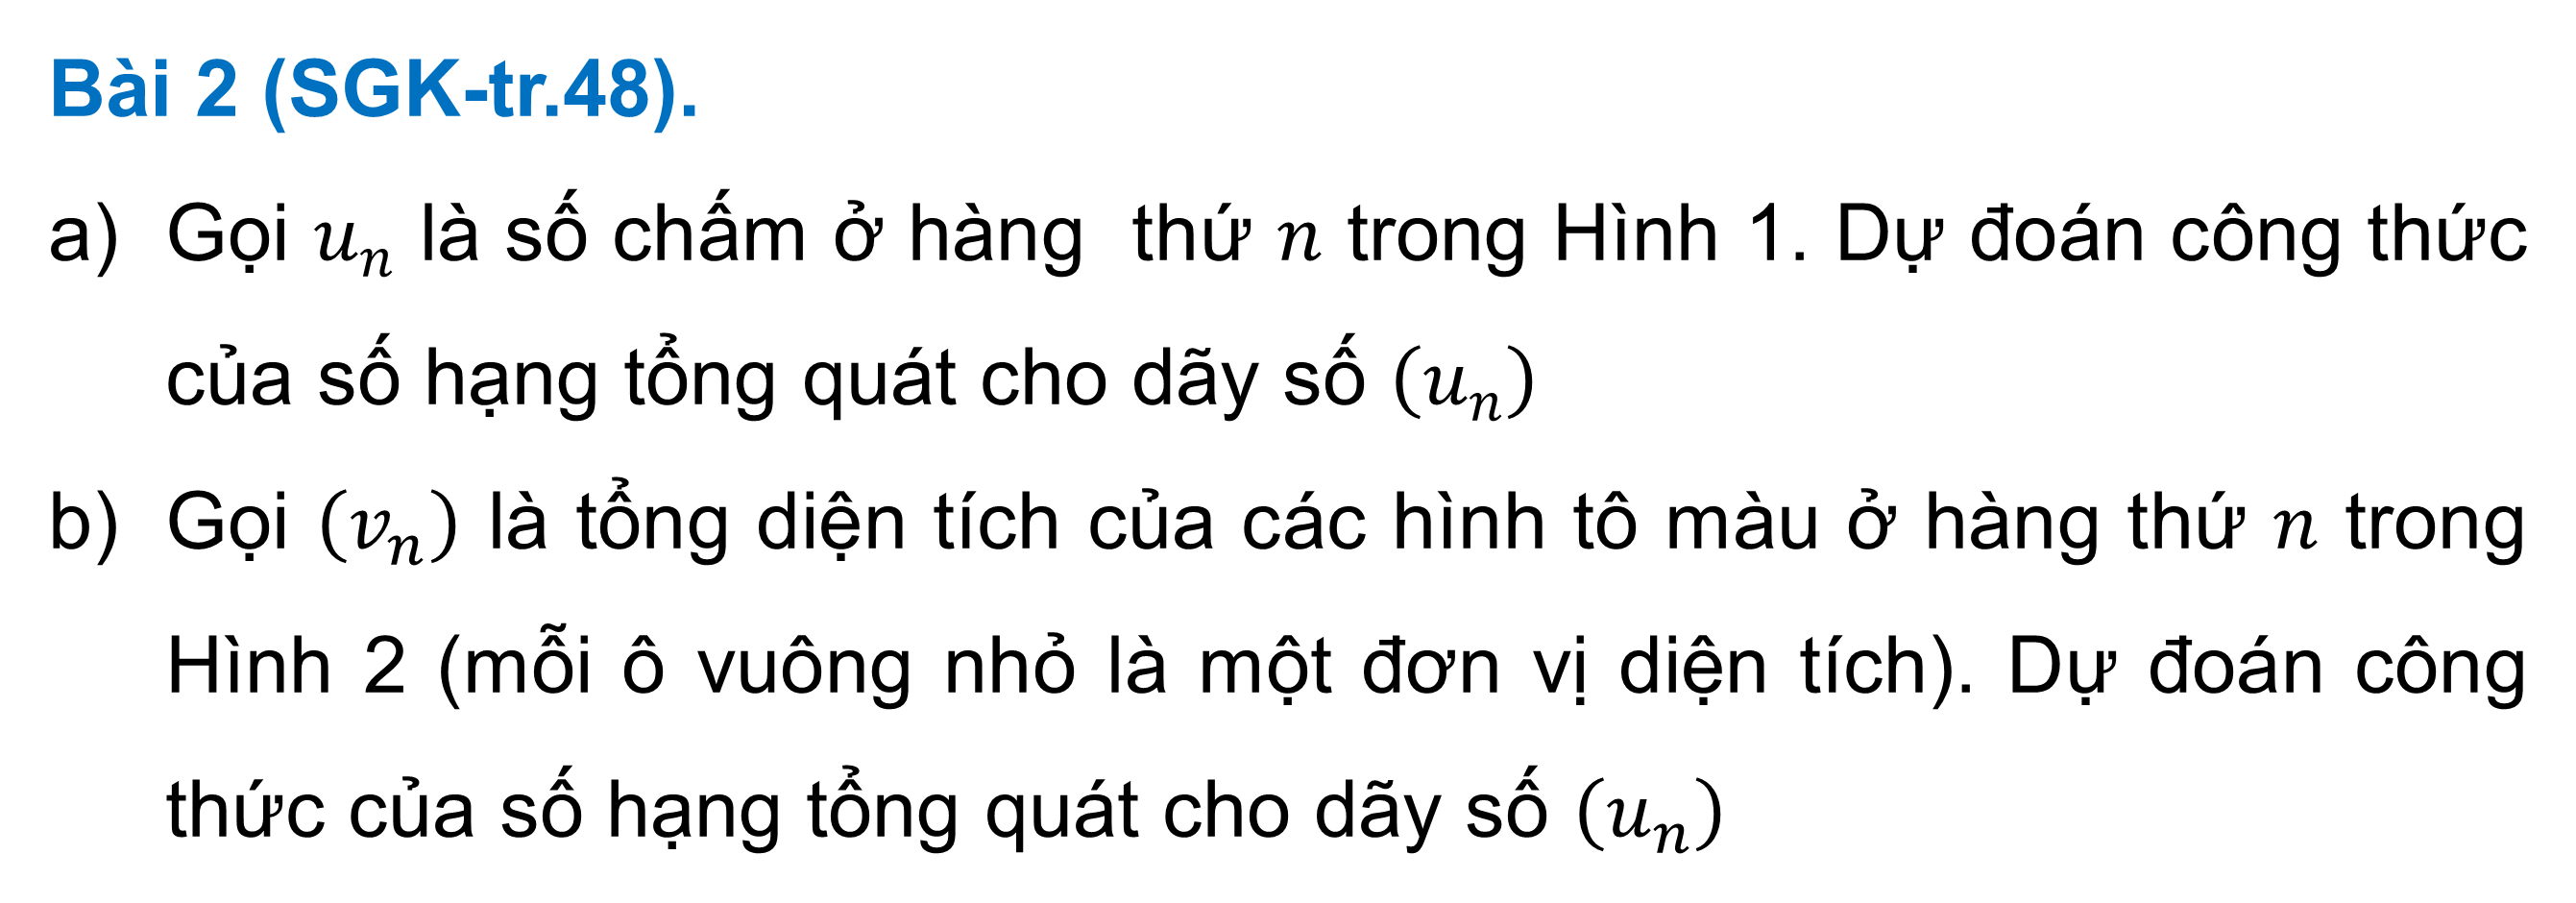 Bài 2 (SGK-tr.48).
a) Gọi uₙ là số chấm ở hàng thứ n trong Hình 1. Dự đoán công thức
của số hạng tổng quát cho dãy số (uₙ)
b) Gọi (vₙ) là tổng diện tích của các hình tô màu ở hàng thứ n trong
Hình 2 (mỗi ô vuông nhỏ là một đơn vị diện tích). Dự đoán công
thức của số hạng tổng quát cho dãy số (uₙ)